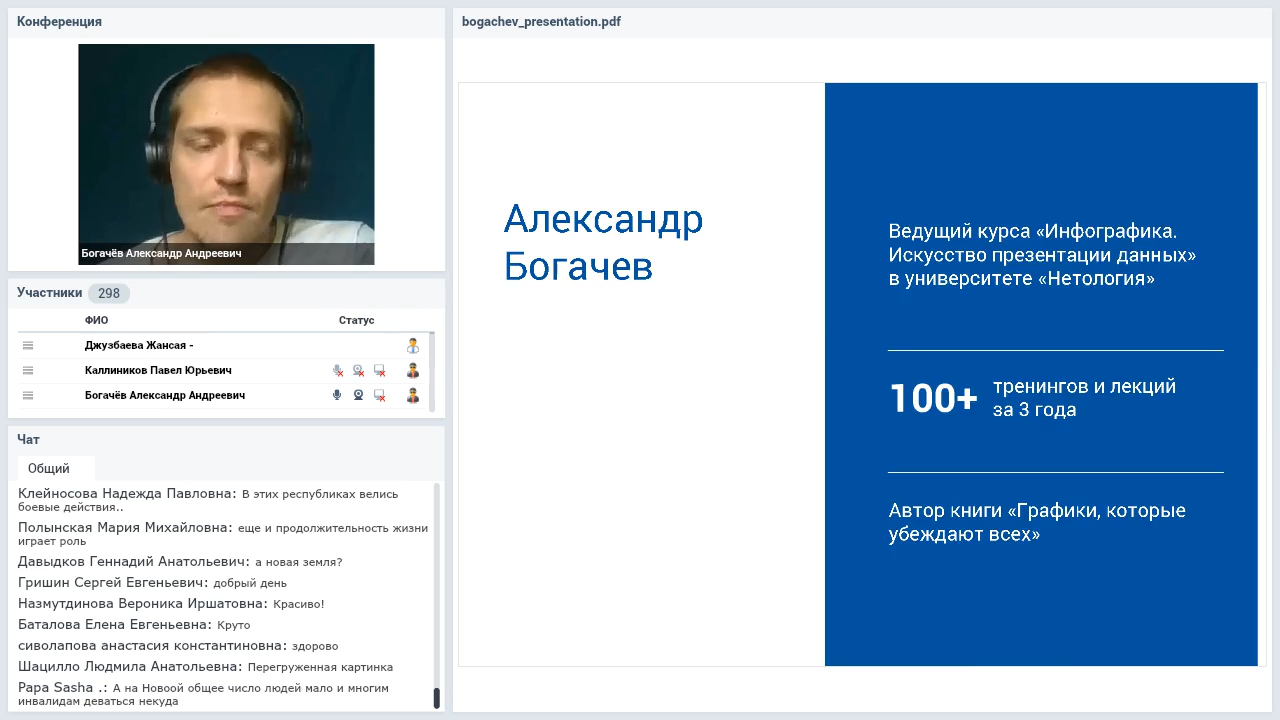 Конференция
Богачёв Александр Андреевич
Участники 298
ФИО Статус
Джузбаева Жансая -
Каллиников Павел Юрьевич
Богачёв Александр Андреевич
Чат
Общий
Клейносова Надежда Павловна: В этих республиках велись
боевые действия..
Полынская Мария Михайловна: еще и продолжительность жизни
играет роль
Давыдков Геннадий Анатольевич: а новая земля?
Гришин Сергей Евгеньевич: добрый день
Назмутдинова Вероника Иршатовна: Красиво!
Баталова Елена Евгеньевна: Круто
сиволапова анастасия константиновна: здорово
Шацилло Людмила Анатольевна: Перегруженная картинка
Papa Sasha .: А на Новоой общее число людей мало и многим
инвалидам деваться некуда
bogachev_presentation.pdf
Александр
Богачев
Ведущий курса «Инфографика.
Искусство презентации данных»
в университете «Нетология»
100+ тренингов и лекций
за 3 года
Автор книги «Графики, которые
убеждают всех»